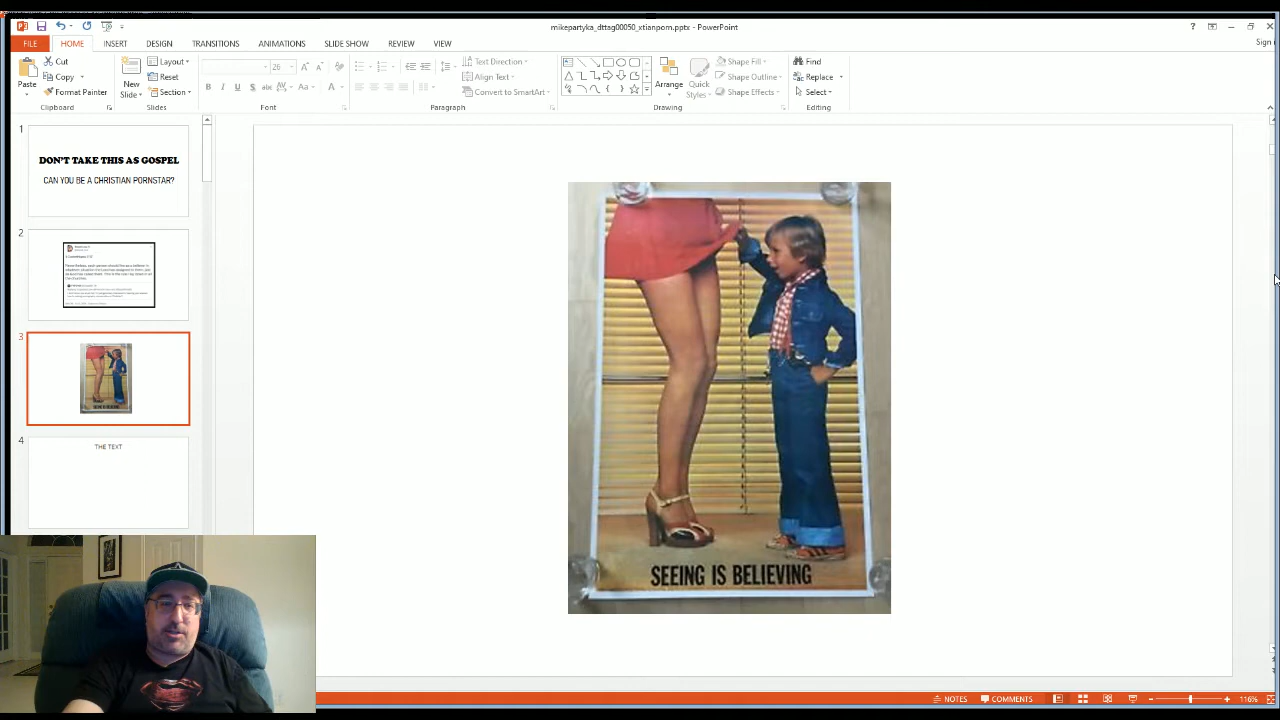 mikepartyka_dttag00050_xtianporn.pptx - PowerPoint
Sign
FILE HOME INSERT DESIGN TRANSITIONS ANIMATIONS SLIDE SHOW REVIEW VIEW
Paste
Cut
Copy
Format Painter
Clipboard
New
Slide
Layout
Reset
Section
Slides
26
Font
Text Direction
Align Text
Convert to SmartArt
Paragraph
Arrange
Quick
Styles
Shape Fill
Shape Outline
Shape Effects
Drawing
Find
Replace
Select
Editing
1
DON'T TAKE THIS AS GOSPEL
CAN YOU BE A CHRISTIAN PORNSTAR?
2
3
4
THE TEXT
SEEING IS BELIEVING
NOTES COMMENTS 116%